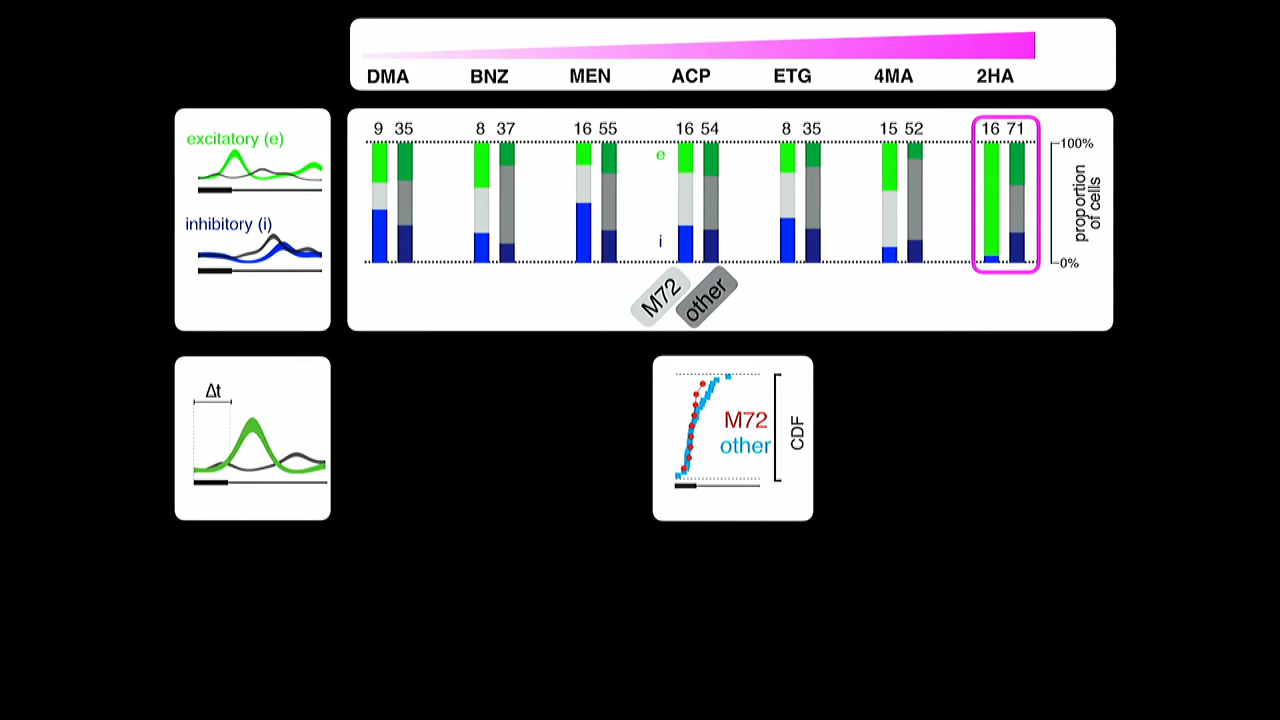 DMA BNZ MEN ACP ETG 4MA 2HA
excitatory (e)
inhibitory (i)
9 35 8 37 16 55 16 54 8 35 15 52 16 71
e
i
100%
0%
proportion
of cells
M72
other
Δt
M72
other
CDF